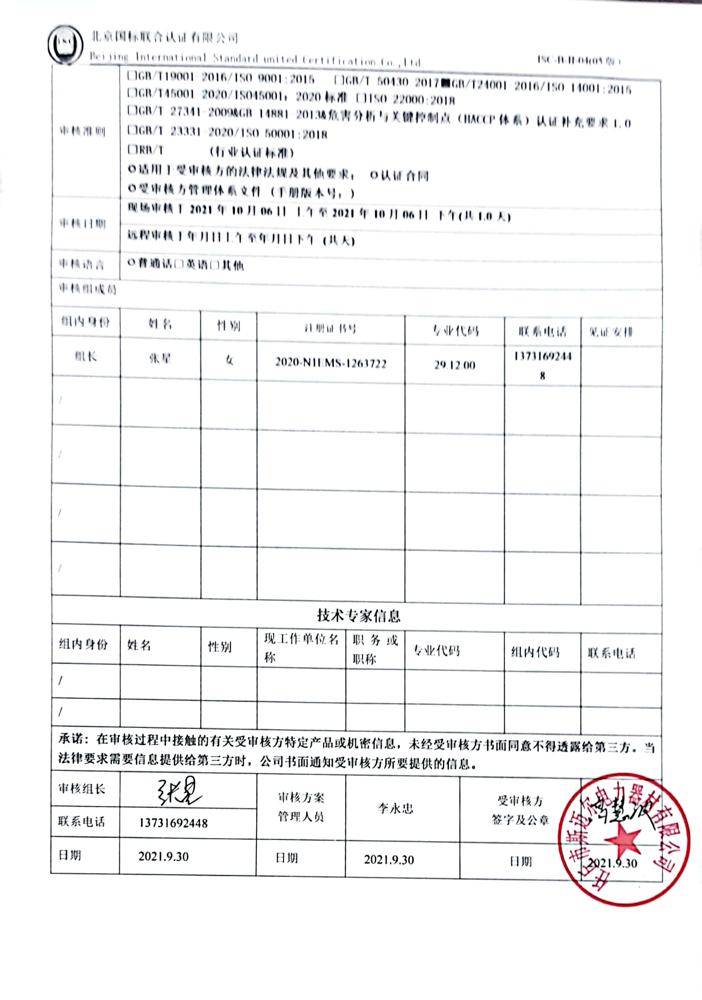 北京国标联合认证有限公司
Beijing International Standard united Certification Co.,Ltd.
ISC-B-II-04(05版)
审核准则
□GB/T19001-2016/ISO 9001:2015 □GB/T 50430-2017■GB/T24001-2016/ISO 14001:2015
□GB/T45001-2020/ISO45001：2020标准 □ISO 22000:2018
□GB/T 27341-2009&GB 14881-2013&危害分析与关键控制点（HACCP体系）认证补充要求 1.0
□GB/T 23331-2020/ISO 50001:2018
□RB/T （行业认证标准）
O适用于受审核方的法律法规及其他要求； O认证合同
O受审核方管理体系文件（手册版本号：）
审核日期
现场审核于 2021 年 10 月 06 日 上午至 2021 年 10 月 06 日 下午(共 1.0 天)
远程审核于年月日上午至年月日下午 (共天)
审核语言
O普通话□英语□其他
审核组成员
组内身份 姓名 性别 注册证书号 专业代码 联系电话 见证安排
组长 张星 女 2020-N1EMS-1263722 29.12.00 1373169244
8
/
/
/
/
技术专家信息
组内身份 姓名 性别 现工作单位名 职务或 专业代码 组内代码 联系电话
称 职称
/
/
承诺：在审核过程中接触的有关受审核方特定产品或机密信息，未经受审核方书面同意不得透露给第三方。当
法律要求需要信息提供给第三方时，公司书面通知受审核方所要提供的信息。
审核组长 张星 审核方案 李永忠 受审核方
管理人员 签字及公章
联系电话 13731692448
日期 2021.9.30 日期 2021.9.30 日期 2021.9.30
任丘市斯迈尔电力器材有限公司